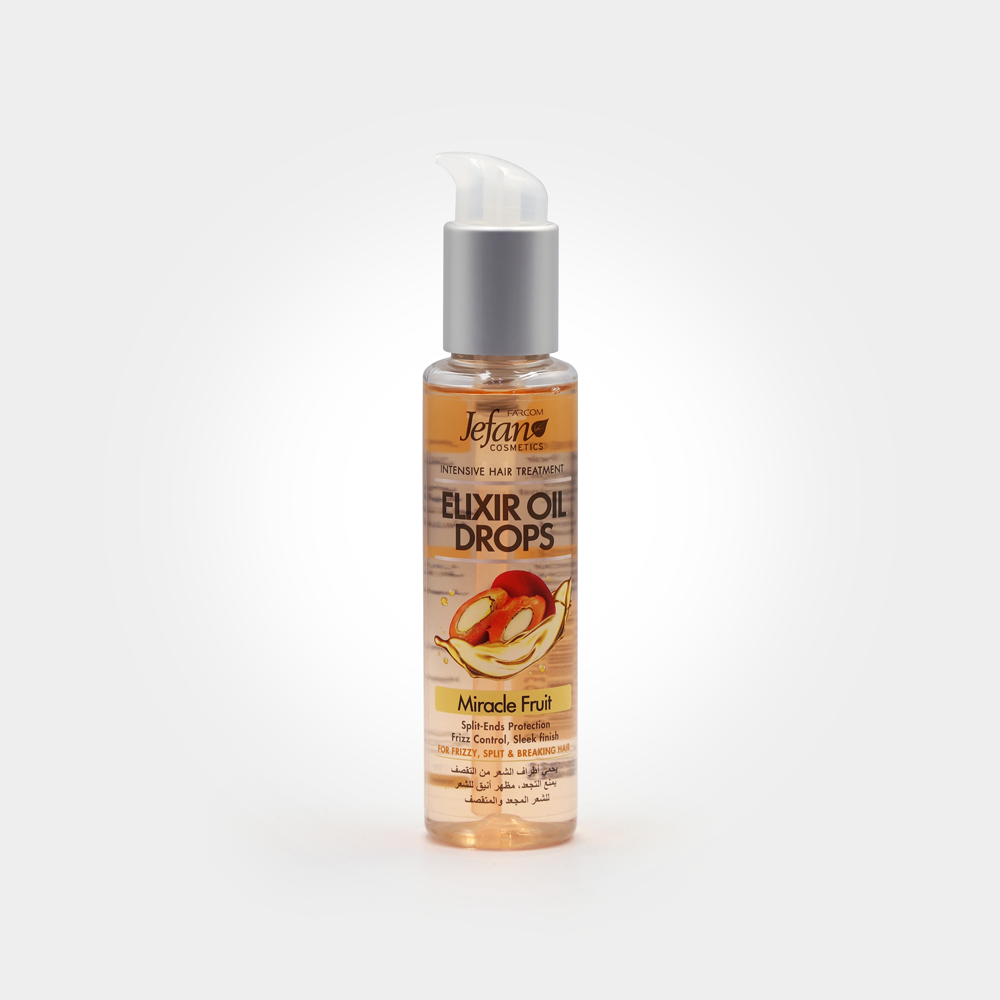 FARCOM
Jefan
COSMETICS
INTENSIVE HAIR TREATMENT
ELIXIR OIL
DROPS
Miracle Fruit
Split-Ends Protection
Frizz Control, Sleek finish
FOR FRIZZY, SPLIT & BREAKING HAIR
يحمي اطراف الشعر من التقصف
يمنع التجعد، مظهر أنيق للشعر
للشعر المجعد والمتقصف